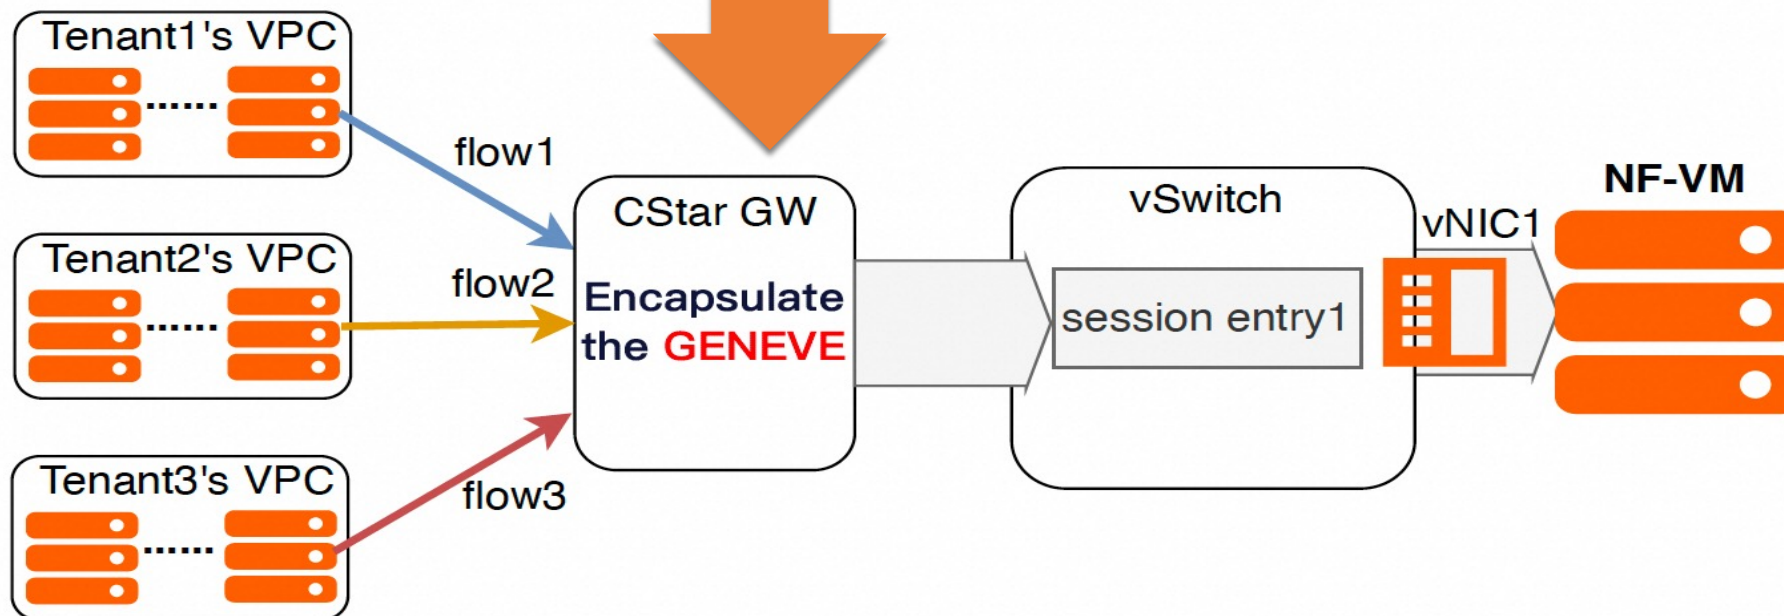 Tenant1's VPC
......
flow1
Tenant2's VPC
......
flow2
Tenant3's VPC
......
flow3
CStar GW
Encapsulate
the GENEVE
vSwitch
session entry1
vNIC1
NF-VM